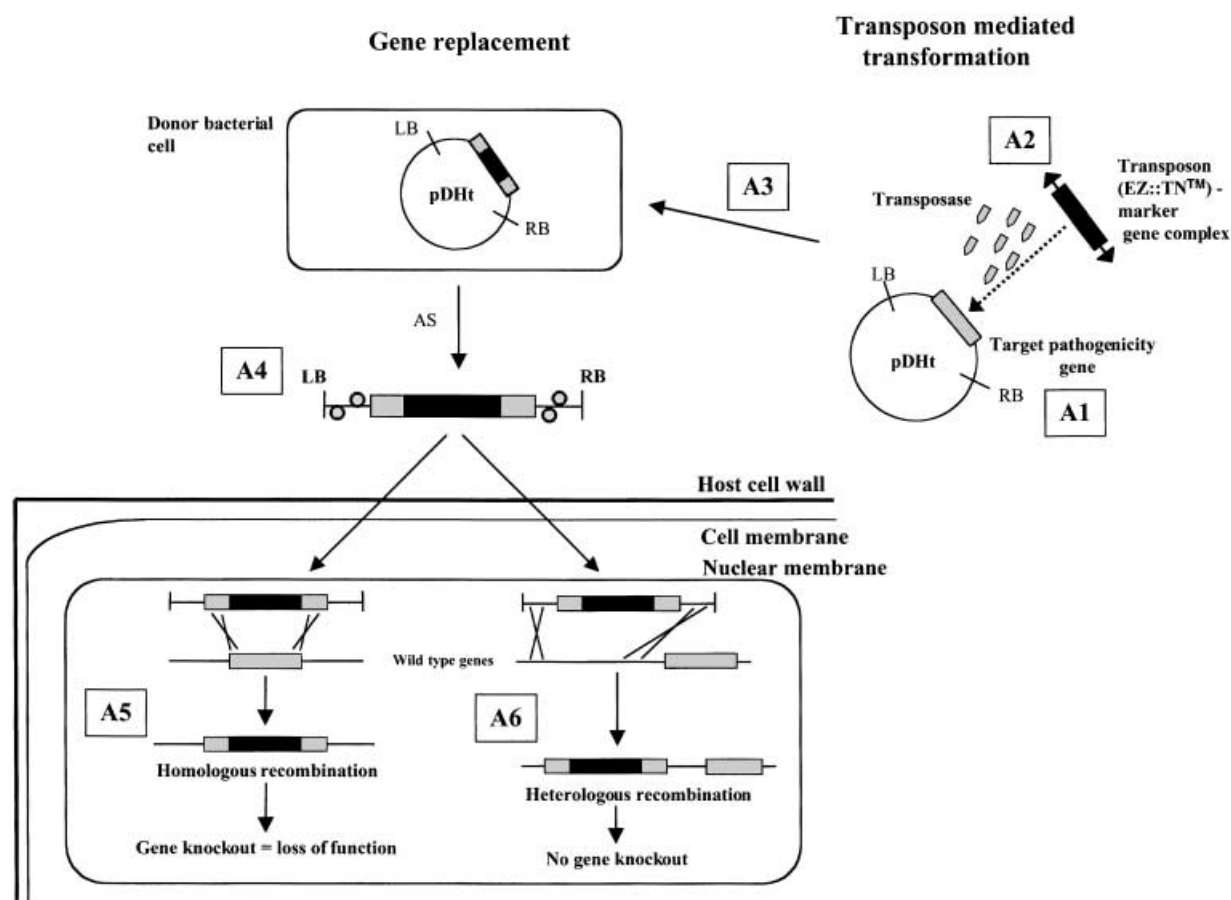 Gene replacement
Transposon mediated
transformation
Donor bacterial
cell
LB
pDHt
RB
A3
A2
Transposon
(EZ::TN™) -
marker
gene complex
Transposase
LB
pDHt
Target pathogenicity
gene
RB
A1
AS
A4
LB
RB
Host cell wall
Cell membrane
Nuclear membrane
Wild type genes
A5
A6
Homologous recombination
Heterologous recombination
Gene knockout = loss of function
No gene knockout